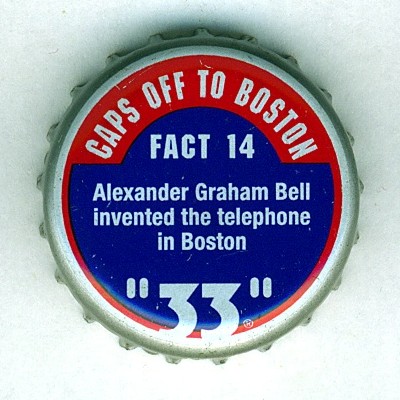 CAPS OFF TO BOSTON
FACT 14
Alexander Graham Bell
invented the telephone
in Boston
"33"®